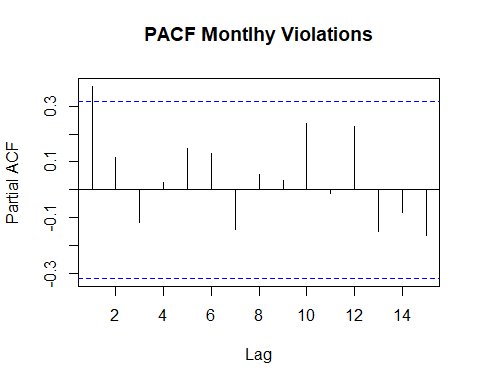 PACF Montlhy Violations
Partial ACF
0.3
0.1
-0.1
-0.3
2 4 6 8 10 12 14
Lag